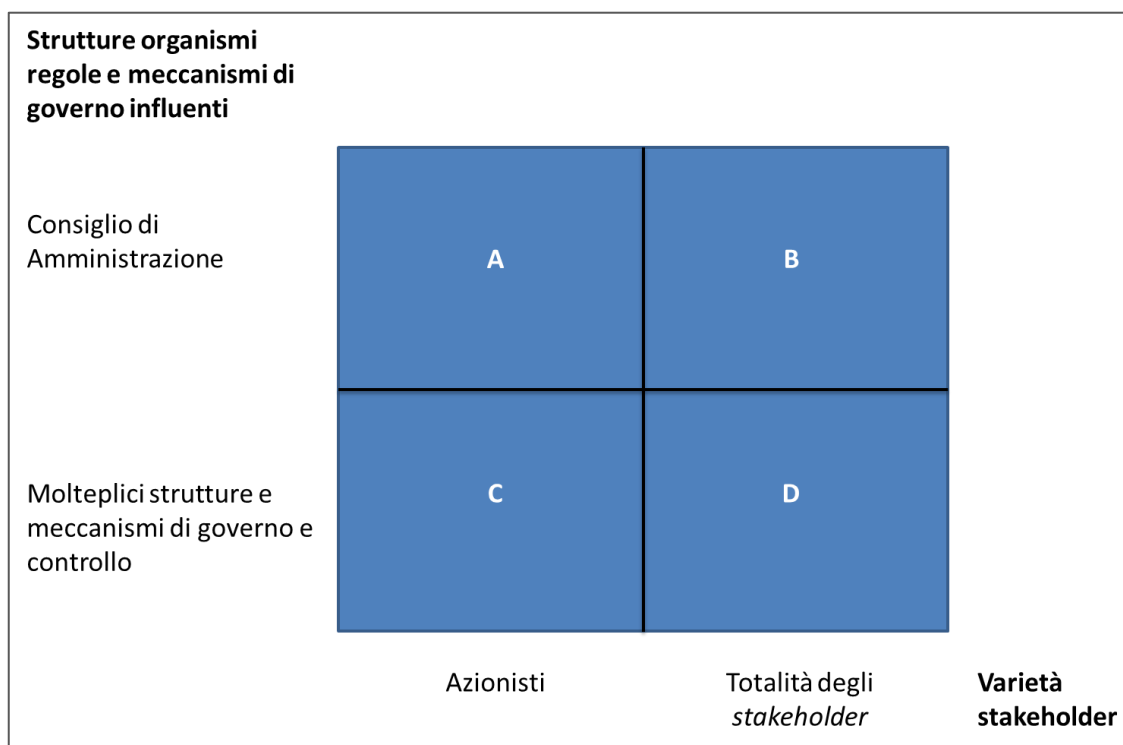 Strutture organismi
regole e meccanismi di
governo influenti
Consiglio di
Amministrazione
A
B
Molteplici strutture e
meccanismi di governo e
controllo
C
D
Azionisti
Totalità degli
stakeholder
Varietà
stakeholder